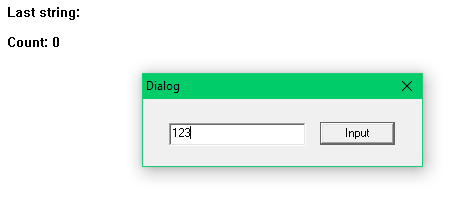 Last string:
Count: 0
Dialog
123
Input